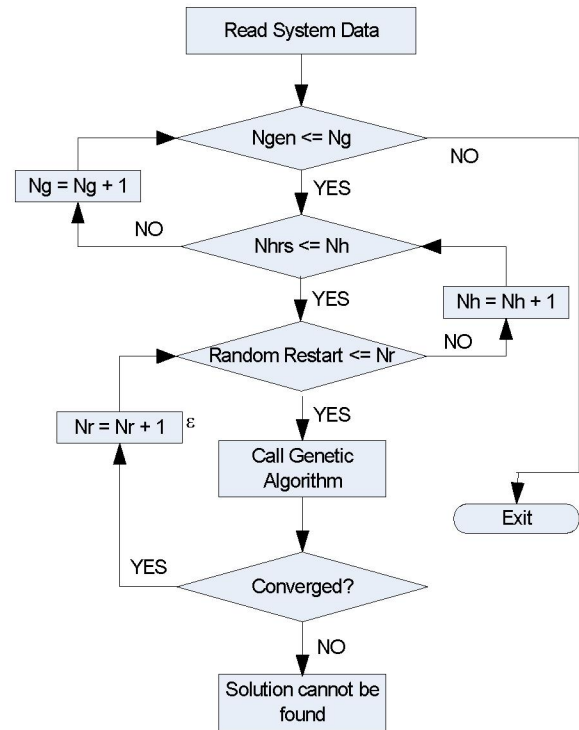 Read System Data
Ngen <= Ng
NO
Ng = Ng + 1
YES
NO
Nhrs <= Nh
YES
Nh = Nh + 1
Random Restart <= Nr
NO
YES
Nr = Nr + 1
ε
Call Genetic
Algorithm
Exit
YES
Converged?
NO
Solution cannot be
found